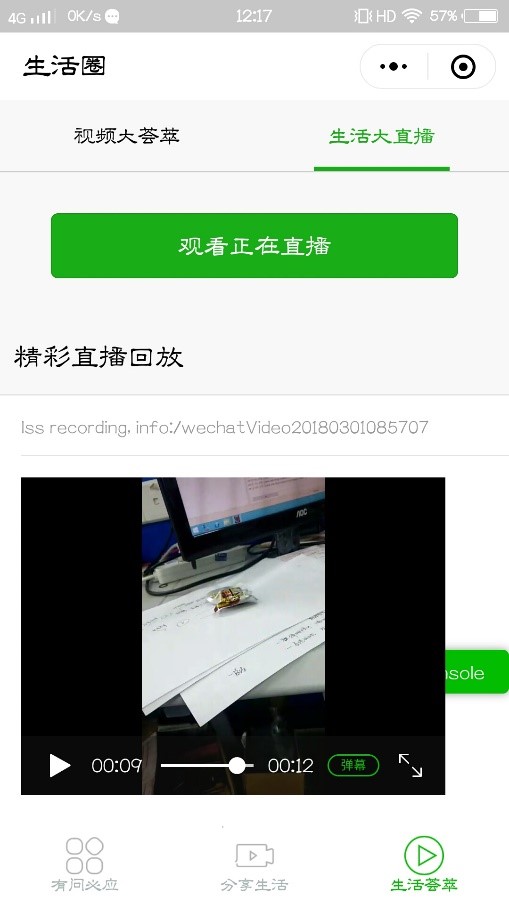 4G 0K/s 12:17 HD 57%
生活圈
视频大荟萃 生活大直播
观看正在直播
精彩直播回放
lss recording, info:/wechatVideo20180301085707
AOC
nsole
00:09 00:12 弹幕
有问必应 分享生活 生活荟萃